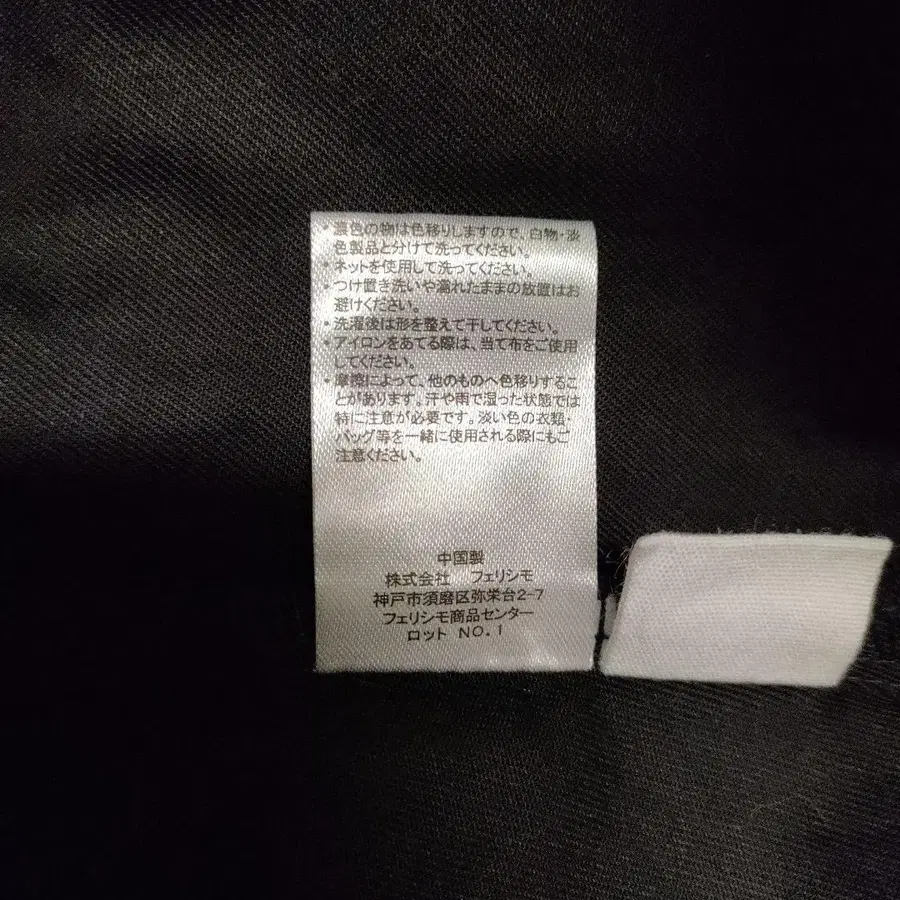 ・濃色の物は色移りしますので、白物・淡
色製品と分けて洗ってください。
・ネットを使用して洗ってください。
・つけ置き洗いや濡れたままの放置はお
避けください。
・洗濯後は形を整えて干してください。
・アイロンをあてる際は、当て布をご使用
してください。
・摩擦によって、他のものへ色移りするこ
とがあります。汗や雨で湿った状態では
特に注意が必要です。淡い色の衣類・
バッグ等を一緒に使用される際にもご
注意ください。
中国製
株式会社 フェリシモ
神戸市須磨区弥栄台2-7
フェリシモ商品センター
ロット NO.1